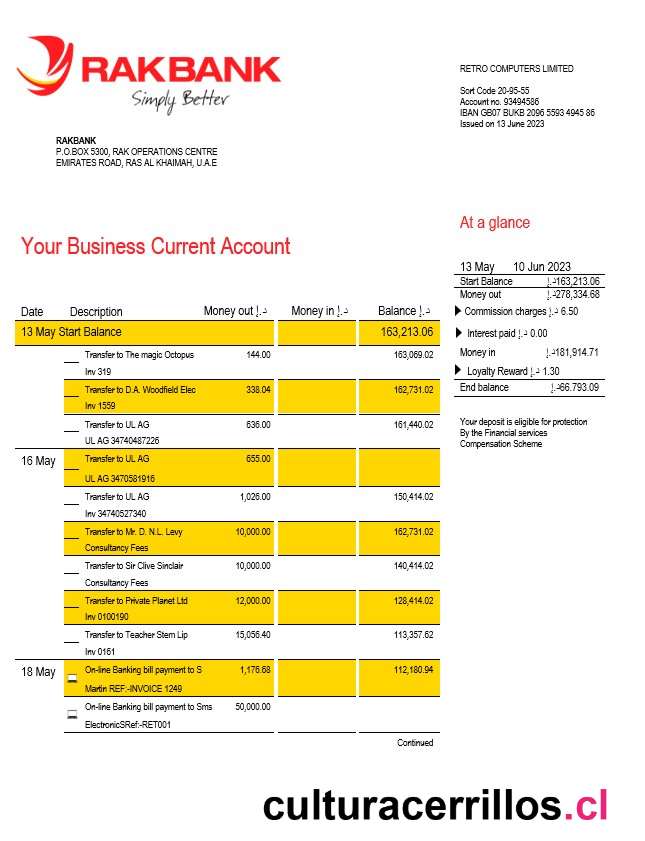 RAKBANK
Simply Better
RETRO COMPUTERS LIMITED
Sort Code 20-95-55
Account no. 93494586
IBAN GB07 BUKB 2096 5593 4945 86
Issued on 13 June 2023
RAKBANK
P.O.BOX 5300, RAK OPERATIONS CENTRE
EMIRATES ROAD, RAS AL KHAIMAH, U.A.E
Your Business Current Account
At a glance
13 May 10 Jun 2023
Start Balance د.إ163,213.06
Money out د.إ278,334.68
Commission charges د.إ 6.50
Interest paid د.إ 0.00
Money in د.إ181,914.71
Loyalty Reward د.إ 1.30
End balance د.إ66.793.09
Your deposit is eligible for protection
By the Financial services
Compensation Scheme
Date Description Money out د.إ Money in د.إ Balance د.إ
13 May Start Balance 163,213.06
Transfer to The magic Octopus 144.00 163,069.02
Inv 319
Transfer to D.A. Woodfield Elec 338.04 162,731.02
Inv 1559
Transfer to UL AG 636.00 161,440.02
UL AG 34740487226
16 May Transfer to UL AG 655.00
UL AG 3470581916
Transfer to UL AG 1,026.00 150,414.02
Inv 34740527340
Transfer to Mr. D. N.L. Levy 10,000.00 162,731.02
Consultancy Fees
Transfer to Sir Clive Sinclair 10,000.00 140,414.02
Consultancy Fees
Transfer to Private Planet Ltd 12,000.00 128,414.02
Inv 0100190
Transfer to Teacher Stem Lip 15,056.40 113,357.62
Inv 0161
18 May On-line Banking bill payment to S 1,176.68 112,180.94
Martin REF:-INVOICE 1249
On-line Banking bill payment to Sms 50,000.00
ElectronicSRef:-RET001
Continued
culturacerrillos.cl